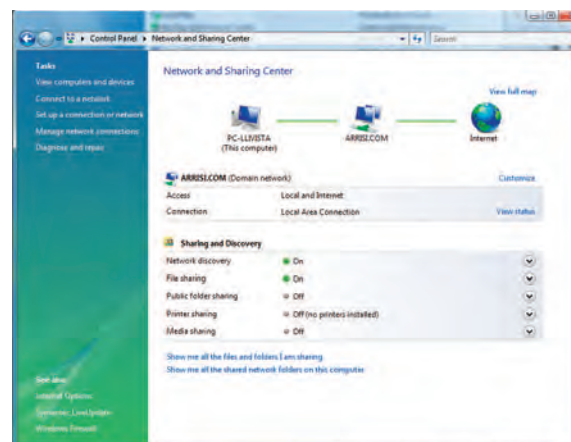 Control Panel
Network and Sharing Center
Search
Tasks
View computers and devices
Connect to a network
Set up a connection or network
Manage network connections
Diagnose and repair
See also
Internet Options
Symantec LiveUpdate
Windows Firewall
Network and Sharing Center
View full map
PC-LLIVISTA
(This computer)
ARRISI.COM
Internet
ARRISI.COM (Domain network)
Customize
Access Local and Internet
Connection Local Area Connection View status
Sharing and Discovery
Network discovery On
File sharing On
Public folder sharing Off
Printer sharing Off (no printers installed)
Media sharing Off
Show me all the files and folders I am sharing
Show me all the shared network folders on this computer